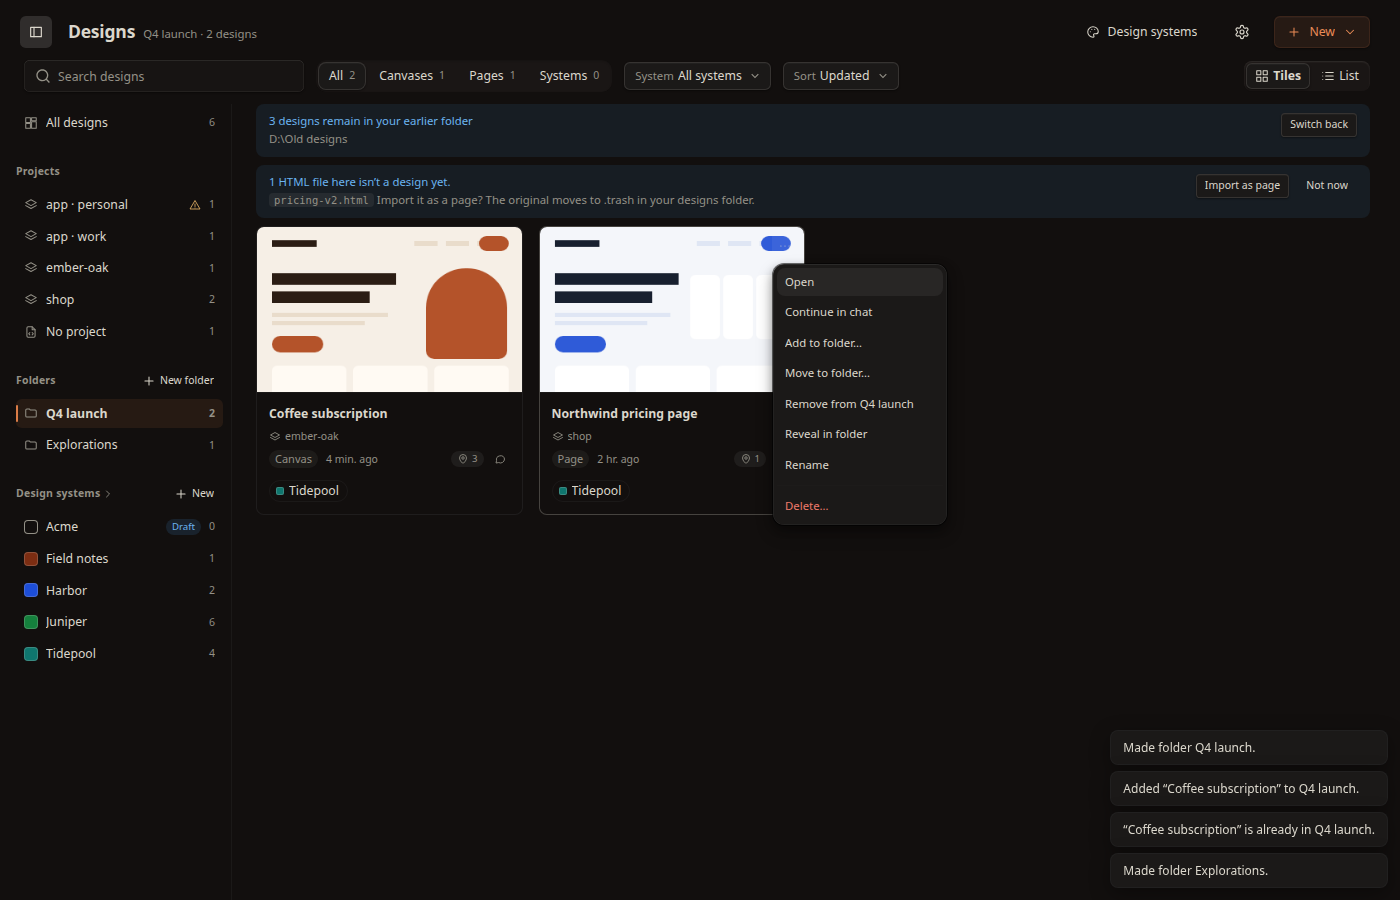 Designs Q4 launch · 2 designs
Design systems
New
Search designs
All 2 Canvases 1 Pages 1 Systems 0
System All systems
Sort Updated
Tiles List
All designs 6
Projects
app · personal 1
app · work 1
ember-oak 1
shop 2
No project 1
Folders New folder
Q4 launch 2
Explorations 1
Design systems New
Acme Draft 0
Field notes 1
Harbor 2
Juniper 6
Tidepool 4
3 designs remain in your earlier folder
D:\Old designs
Switch back
1 HTML file here isn’t a design yet.
pricing-v2.html Import it as a page? The original moves to .trash in your designs folder.
Import as page Not now
Coffee subscription
ember-oak
Canvas 4 min. ago 3
Tidepool
Northwind pricing page
shop
Page 2 hr. ago 1
Tidepool
Open
Continue in chat
Add to folder...
Move to folder...
Remove from Q4 launch
Reveal in folder
Rename
Delete...
Made folder Q4 launch.
Added “Coffee subscription” to Q4 launch.
“Coffee subscription” is already in Q4 launch.
Made folder Explorations.